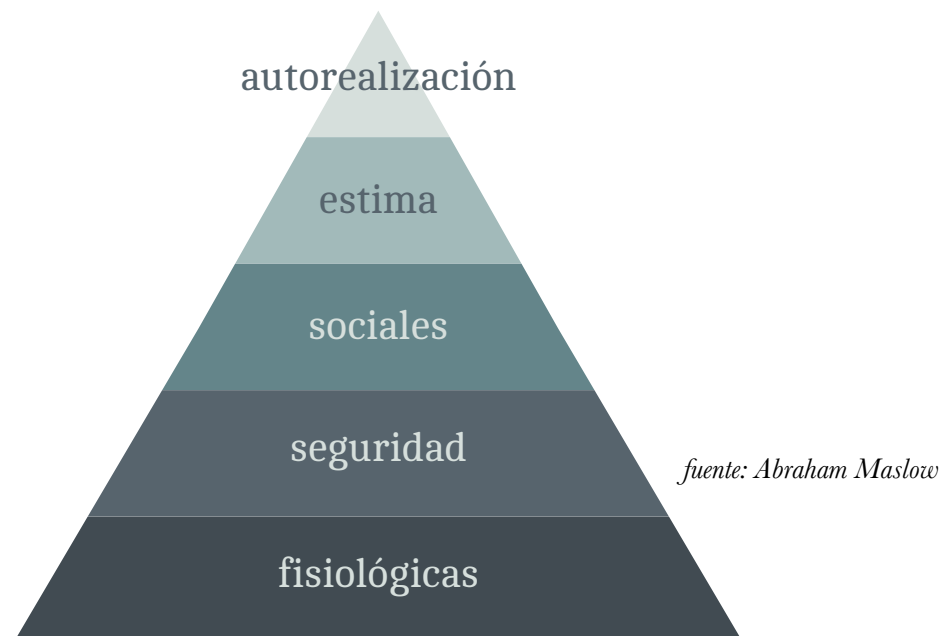 autorealización
estima
sociales
seguridad
fuente: Abraham Maslow
fisiológicas